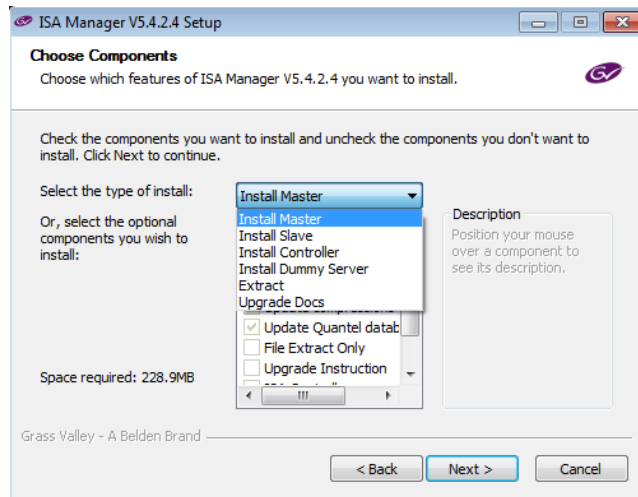 ISA Manager V5.4.2.4 Setup
Choose Components
Choose which features of ISA Manager V5.4.2.4 you want to install.
GV
Check the components you want to install and uncheck the components you don't want to
install. Click Next to continue.
Select the type of install:
Install Master
Or, select the optional
components you wish to
install:
Install Master
Install Slave
Install Controller
Install Dummy Server
Extract
Upgrade Docs
Update Quantel datab
File Extract Only
Upgrade Instruction
Description
Position your mouse
over a component to
see its description.
Space required: 228.9MB
Grass Valley - A Belden Brand
< Back
Next >
Cancel